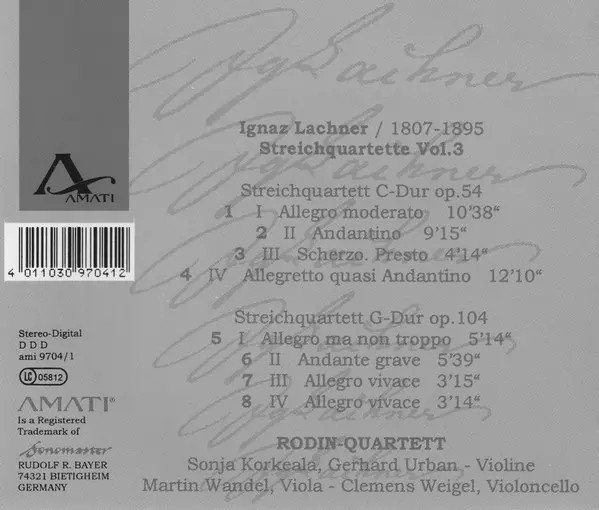 Ignaz Lachner / 1807-1895
Streichquartette Vol.3
Streichquartett C-Dur op.54
1 I Allegro moderato 10'38"
2 II Andantino 9'15"
3 III Scherzo. Presto 4'14"
4 IV Allegretto quasi Andantino 12'10"
Streichquartett G-Dur op.104
5 I Allegro ma non troppo 5'14"
6 II Andante grave 5'39"
7 III Allegro vivace 3'15"
8 IV Allegro vivace 3'14"
RODIN-QUARTETT
Sonja Korkeala, Gerhard Urban - Violine
Martin Wandel, Viola - Clemens Weigel, Violoncello
A
AMATI
4 011030 970412
Stereo-Digital
D D D
ami 9704/1
LC 05812
AMATI®
Is a Registered
Trademark of
Sonomaster
RUDOLF R. BAYER
74321 BIETIGHEIM
GERMANY